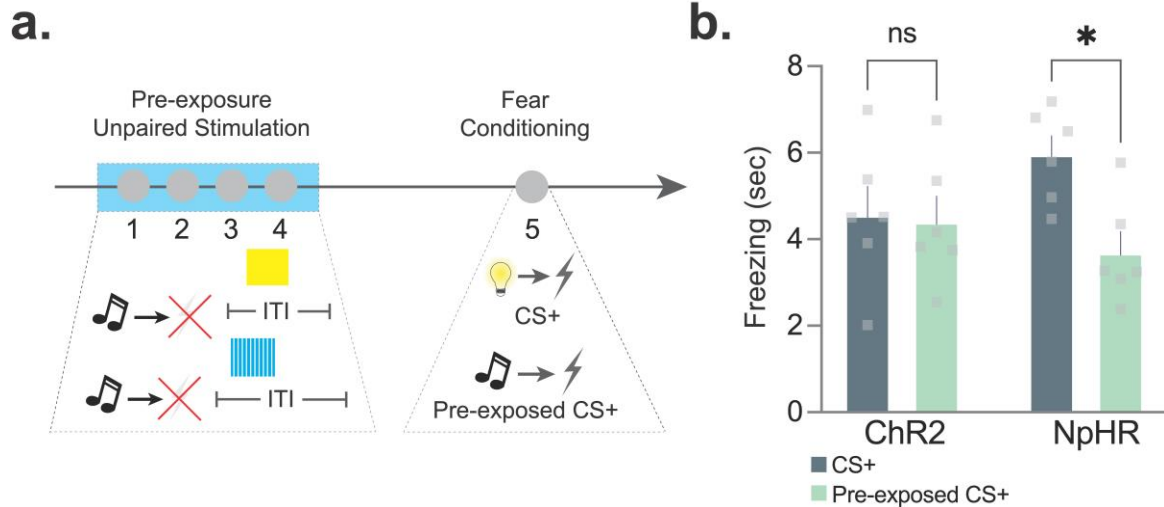 a.
Pre-exposure
Unpaired Stimulation
Fear
Conditioning
1 2 3 4
5
ITI
ITI
CS+
Pre-exposed CS+
b.
ns
*
8
6
4
2
0
Freezing (sec)
ChR2 NpHR
CS+
Pre-exposed CS+